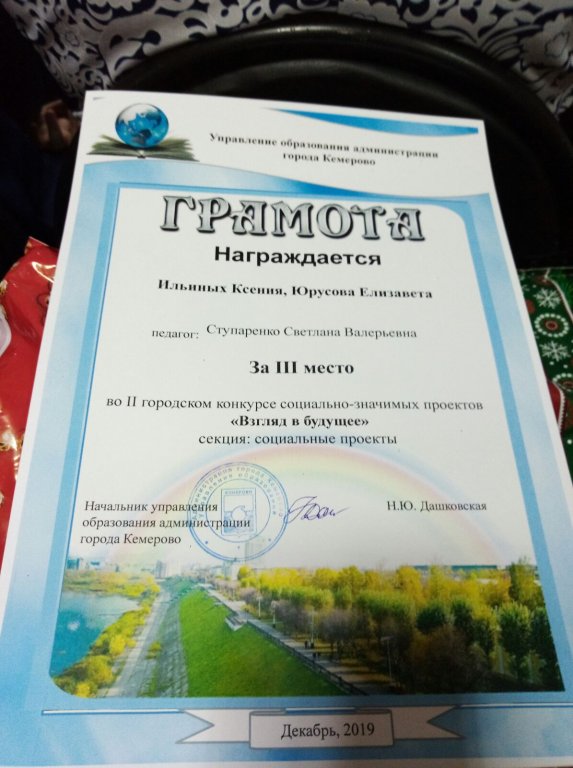 Управление образования администрации
города Кемерово
ГРАМОТА
Награждается
Ильиных Ксения, Юрусова Елизавета
педагог: Ступаренко Светлана Валерьевна
За III место
во II городском конкурсе социально-значимых проектов
«Взгляд в будущее»
секция: социальные проекты
Начальник управления
образования администрации
города Кемерово
Н.Ю. Дашковская
КЕМЕРОВО
Декабрь, 2019